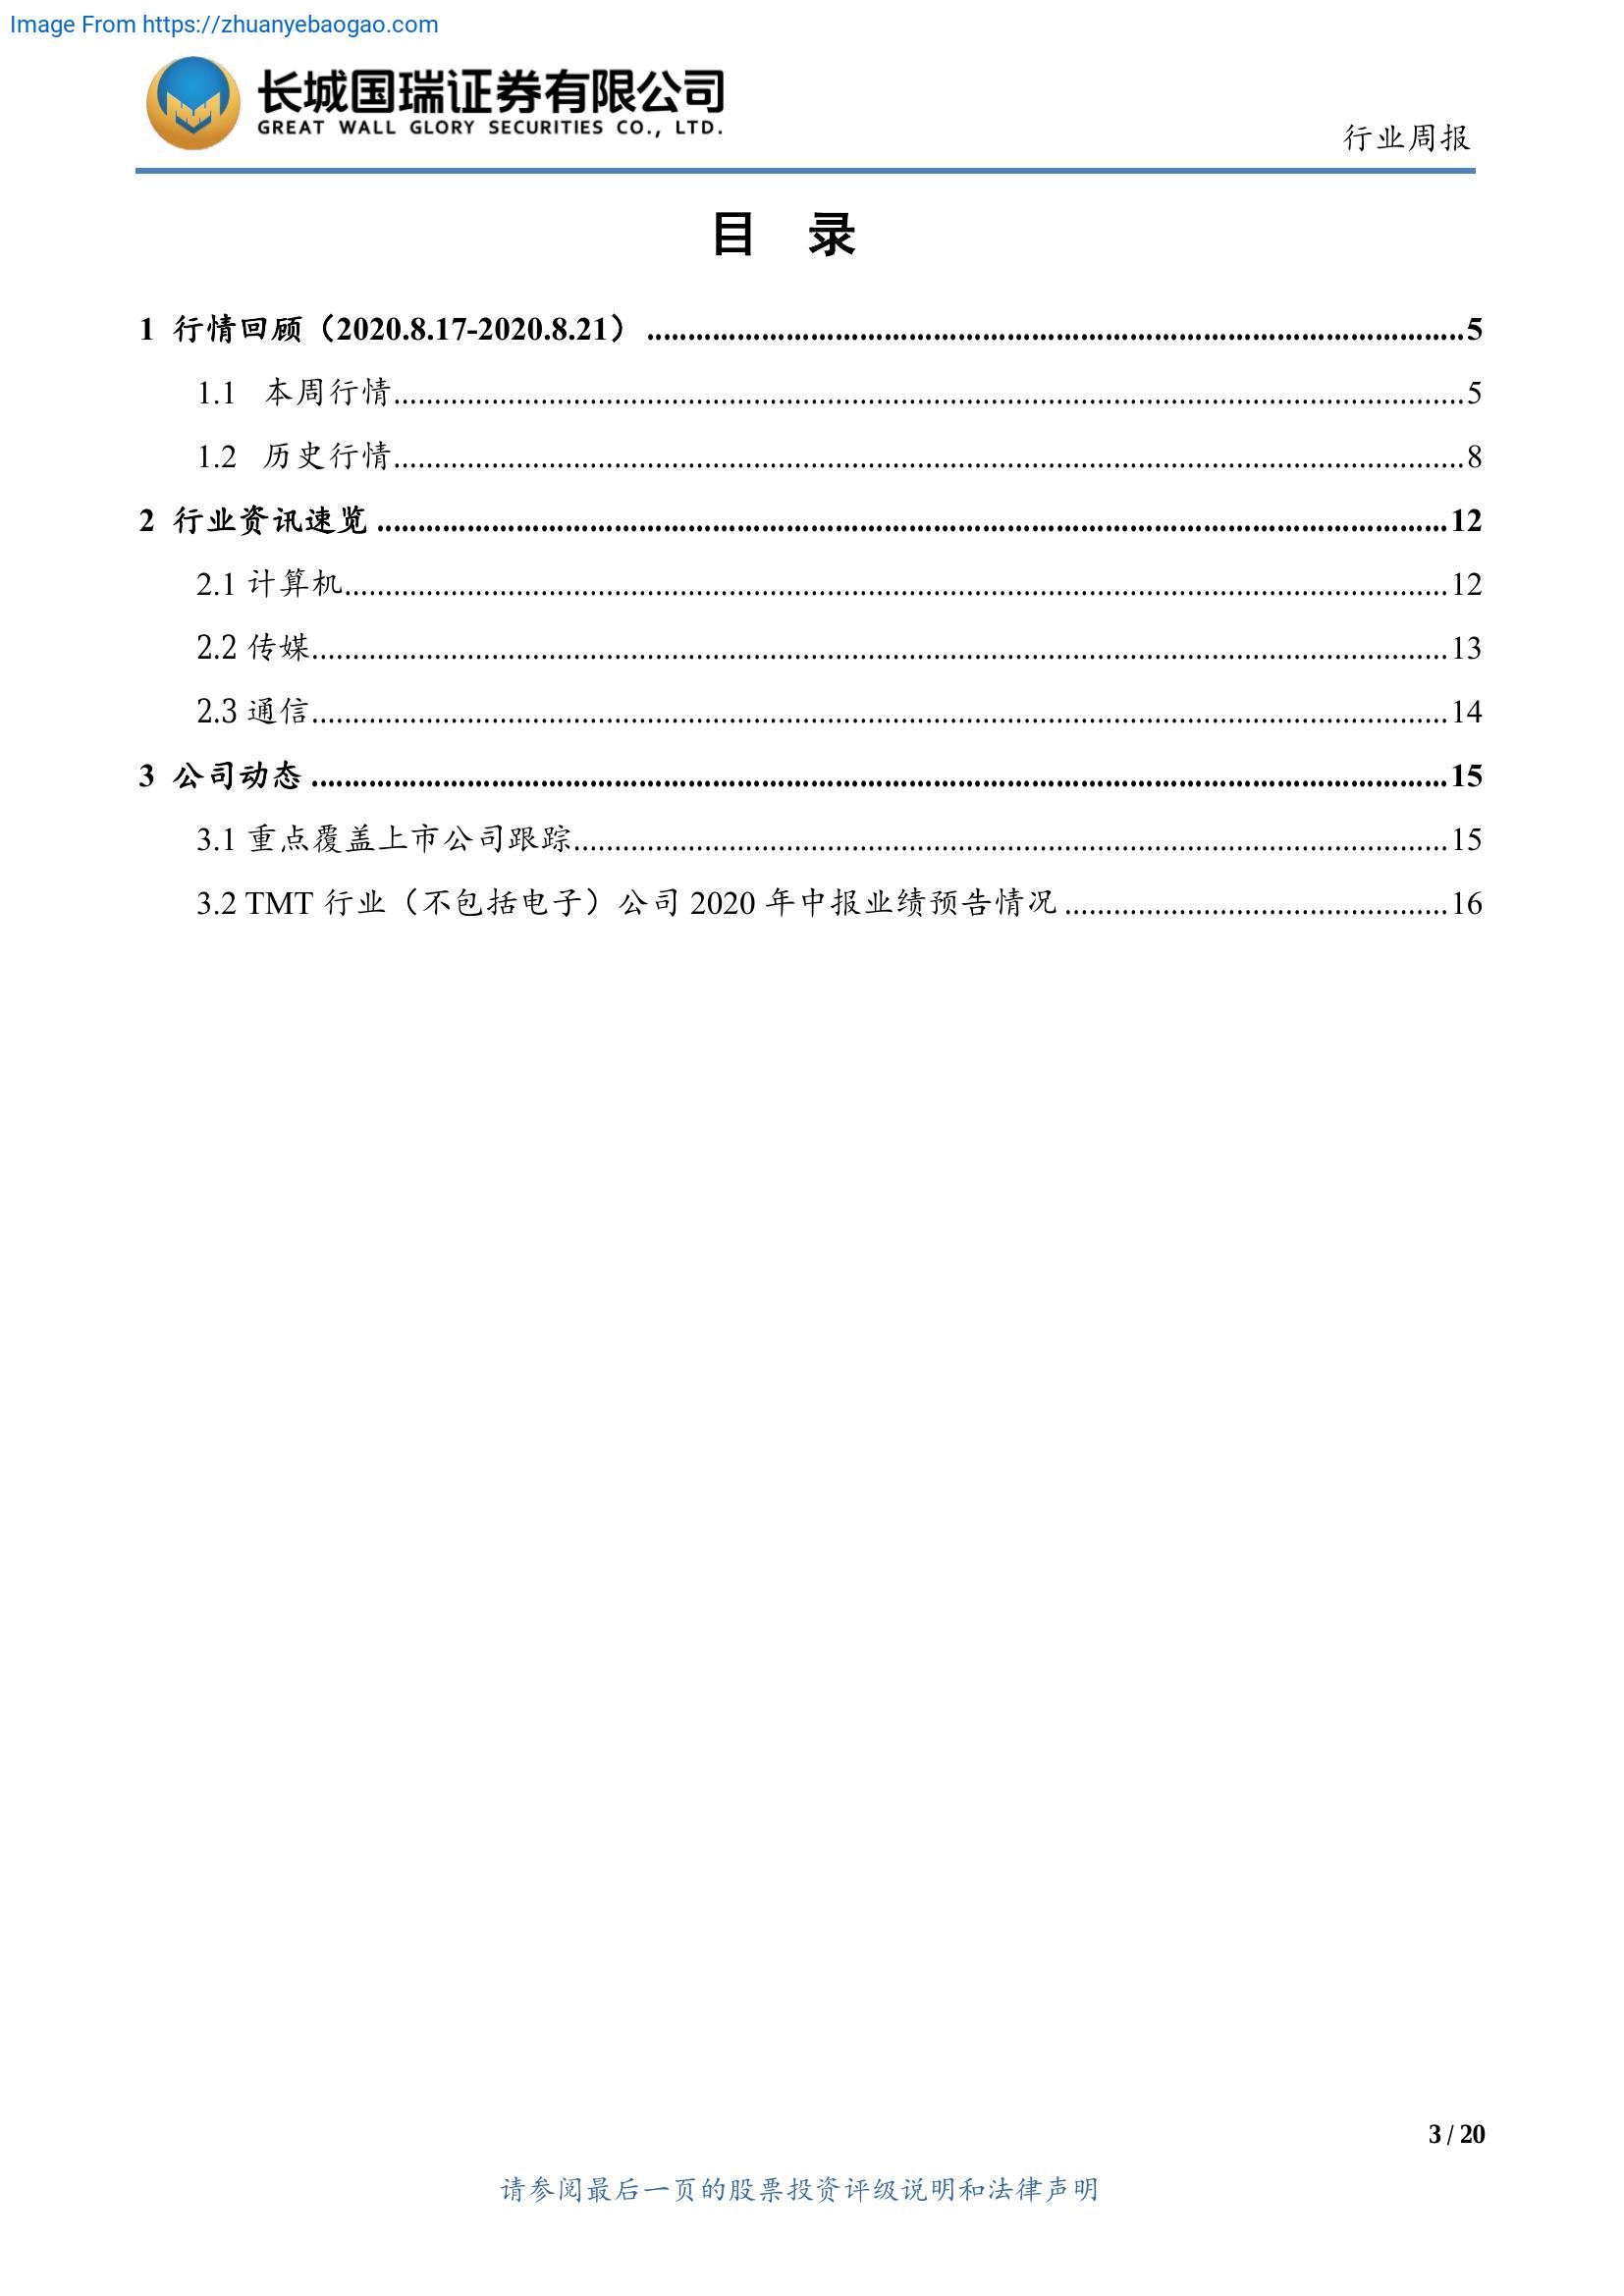 Image From https://zhuanyebaogao.com
长城国瑞证券有限公司
GREAT WALL GLORY SECURITIES CO., LTD.
行业周报
目 录
1 行情回顾（2020.8.17-2020.8.21）........................................5
1.1 本周行情........................................5
1.2 历史行情........................................8
2 行业资讯速览........................................12
2.1 计算机........................................12
2.2 传媒........................................13
2.3 通信........................................14
3 公司动态........................................15
3.1 重点覆盖上市公司跟踪........................................15
3.2 TMT 行业（不包括电子）公司 2020 年中报业绩预告情况........................................16
3 / 20
请参阅最后一页的股票投资评级说明和法律声明